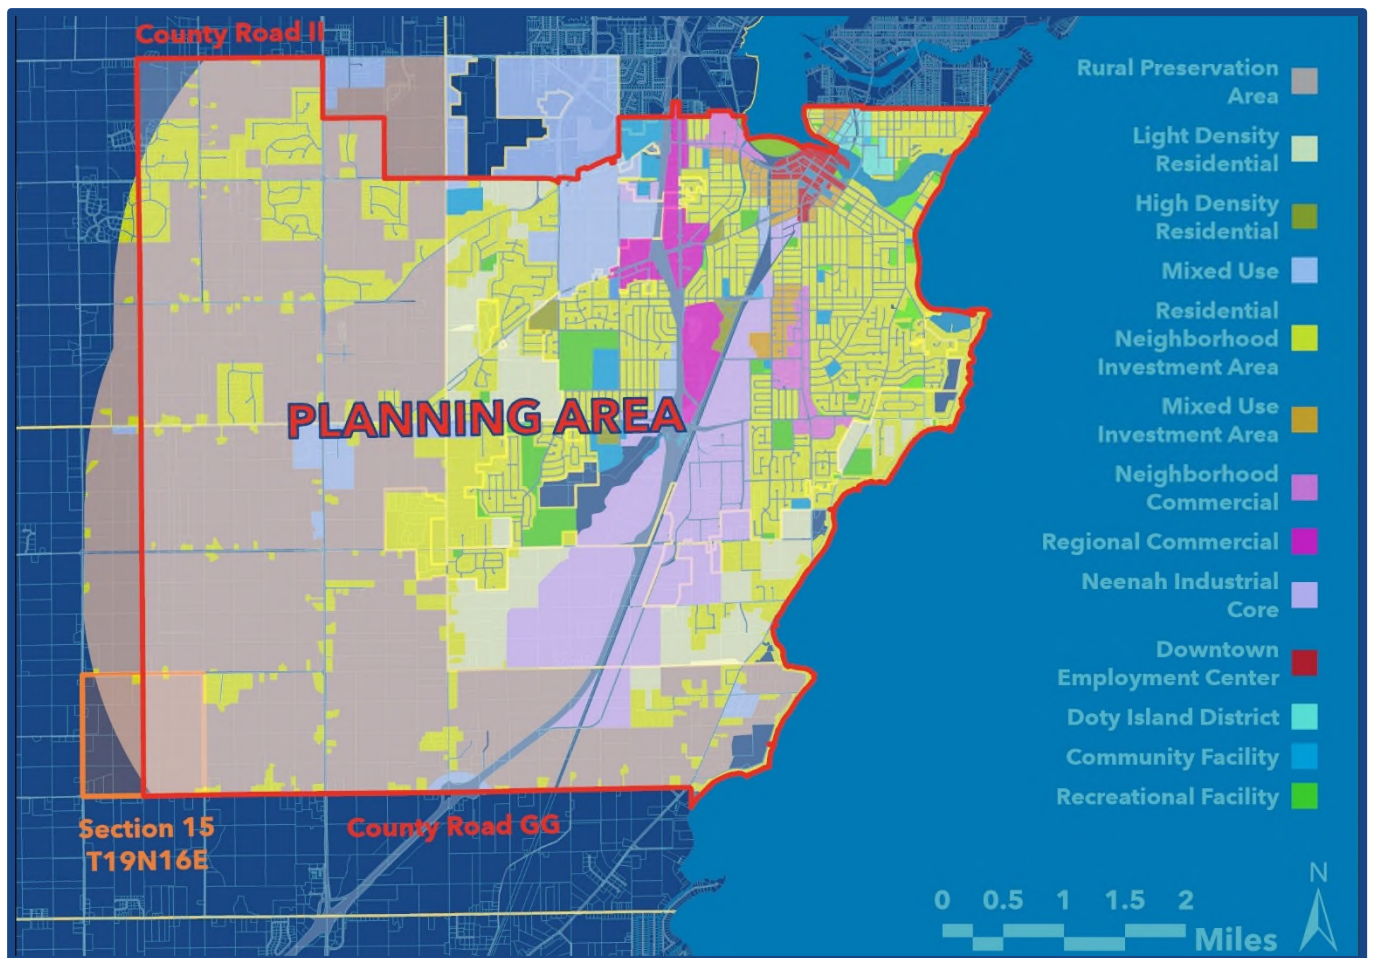 County Road II
Rural Preservation
Area
Light Density
Residential
High Density
Residential
Mixed Use
Residential
Neighborhood
Investment Area
Mixed Use
Investment Area
Neighborhood
Commercial
Regional Commercial
Neenah Industrial
Core
Downtown
Employment Center
Doty Island District
Community Facility
Recreational Facility
PLANNING AREA
Section 15
T19N16E
County Road GG
N
0 0.5 1 1.5 2
Miles